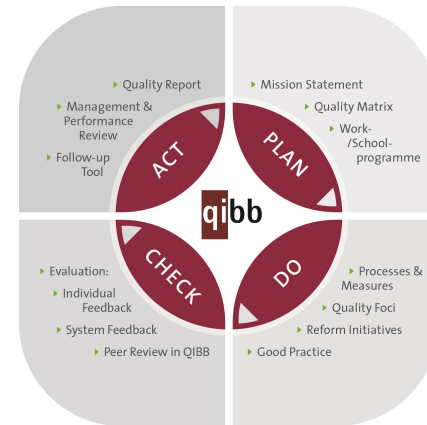 Quality Report
Management &
Performance
Review
Follow-up
Tool
ACT
Mission Statement
Quality Matrix
Work-
/School-
programme
PLAN
qibb
CHECK
Evaluation:
Individual
Feedback
System Feedback
Peer Review in QIBB
DO
Processes &
Measures
Quality Foci
Reform Initiatives
Good Practice